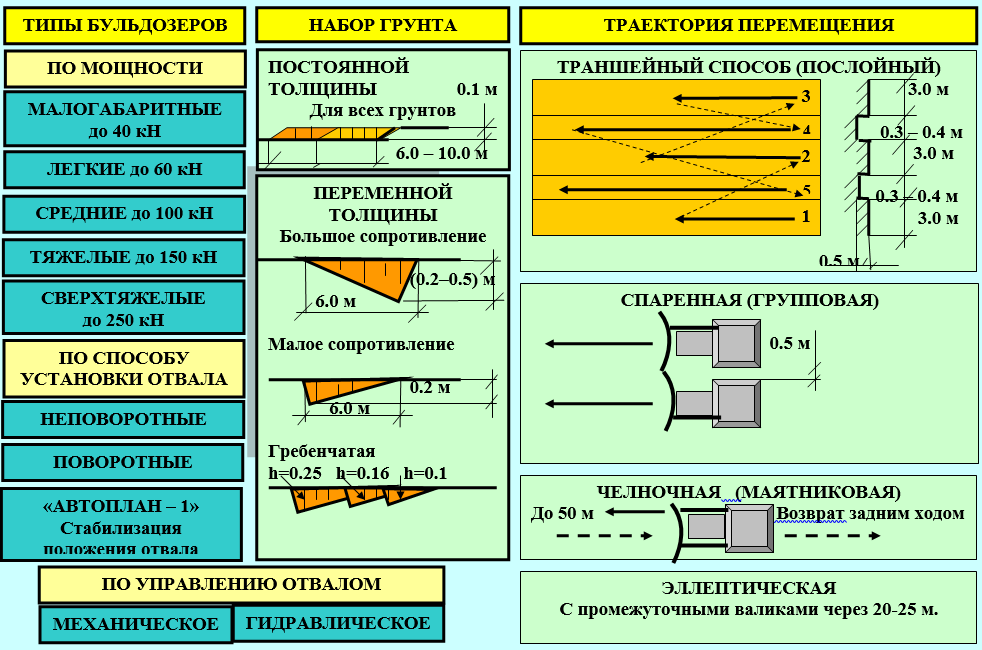 ТИПЫ БУЛЬДОЗЕРОВ
ПО МОЩНОСТИ
МАЛОГАБАРИТНЫЕ
до 40 кН
ЛЕГКИЕ до 60 кН
СРЕДНИЕ до 100 кН
ТЯЖЕЛЫЕ до 150 кН
СВЕРХТЯЖЕЛЫЕ
до 250 кН
ПО СПОСОБУ
УСТАНОВКИ ОТВАЛА
НЕПОВОРОТНЫЕ
ПОВОРОТНЫЕ
«АВТОПЛАН – 1»
Стабилизация
положения отвала
ПО УПРАВЛЕНИЮ ОТВАЛОМ
МЕХАНИЧЕСКОЕ
ГИДРАВЛИЧЕСКОЕ
НАБОР ГРУНТА
ПОСТОЯННОЙ
ТОЛЩИНЫ
0.1 м
Для всех грунтов
6.0 – 10.0 м
ПЕРЕМЕННОЙ
ТОЛЩИНЫ
Большое сопротивление
(0.2–0.5) м
6.0 м
Малое сопротивление
0.2 м
6.0 м
Гребенчатая
h=0.25 h=0.16 h=0.1
ТРАЕКТОРИЯ ПЕРЕМЕЩЕНИЯ
ТРАНШЕЙНЫЙ СПОСОБ (ПОСЛОЙНЫЙ)
3
4
2
5
1
3.0 м
0.3 – 0.4 м
3.0 м
0.3 – 0.4 м
3.0 м
0.5 м
СПАРЕННАЯ (ГРУППОВАЯ)
0.5 м
ЧЕЛНОЧНАЯ (МАЯТНИКОВАЯ)
До 50 м
Возврат задним ходом
ЭЛЛЕПТИЧЕСКАЯ
С промежуточными валиками через 20-25 м.